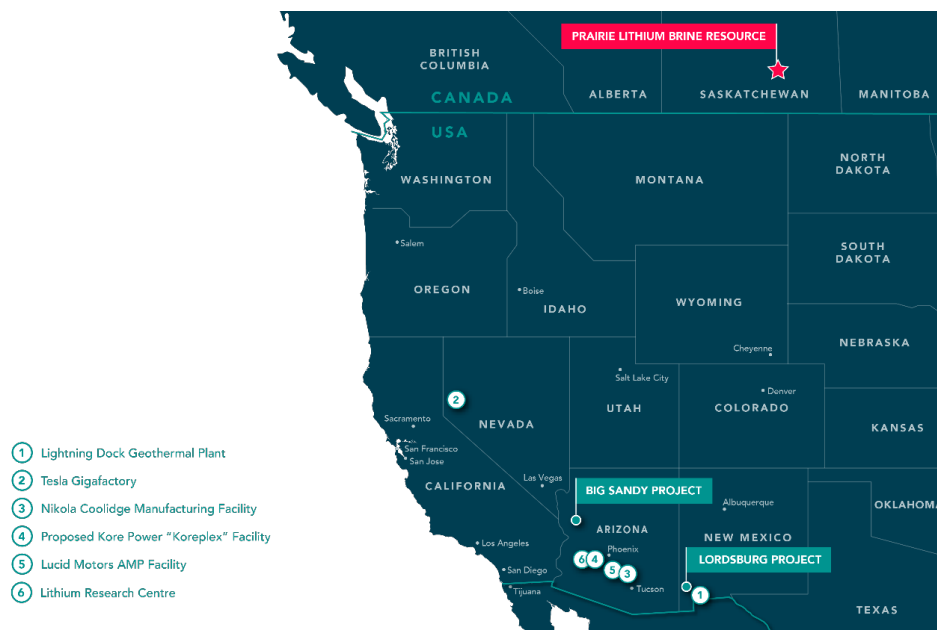 PRAIRIE LITHIUM BRINE RESOURCE
BRITISH
COLUMBIA
CANADA
ALBERTA
SASKATCHEWAN
MANITOBA
USA
WASHINGTON
MONTANA
NORTH
DAKOTA
Salem
SOUTH
DAKOTA
OREGON
Boise
IDAHO
WYOMING
NEBRASKA
Cheyenne
Salt Lake City
Denver
UTAH
COLORADO
2
Sacramento
NEVADA
KANSAS
San Francisco
San Jose
CALIFORNIA
Las Vegas
BIG SANDY PROJECT
Albuquerque
OKLAHOM
ARIZONA
NEW MEXICO
Los Angeles
Phoenix
6 4
LORDSBURG PROJECT
5 3
San Diego
Tijuana
Tucson
1
TEXAS
1 Lightning Dock Geothermal Plant
2 Tesla Gigafactory
3 Nikola Coolidge Manufacturing Facility
4 Proposed Kore Power “Koreplex” Facility
5 Lucid Motors AMP Facility
6 Lithium Research Centre